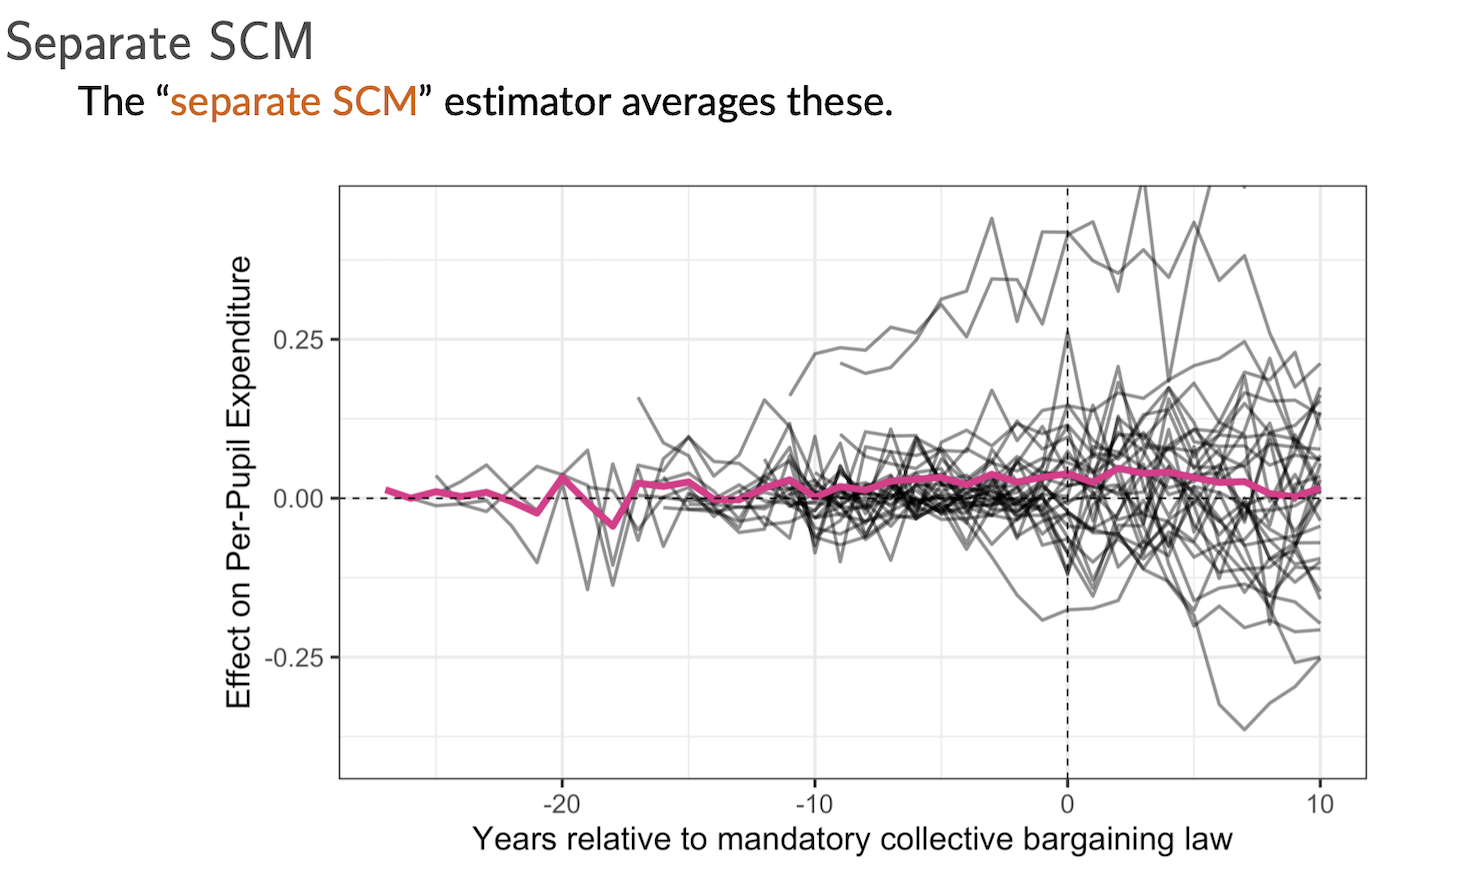 Separate SCM
The “separate SCM” estimator averages these.
Effect on Per-Pupil Expenditure
0.25
0.00
-0.25
-20
-10
0
10
Years relative to mandatory collective bargaining law